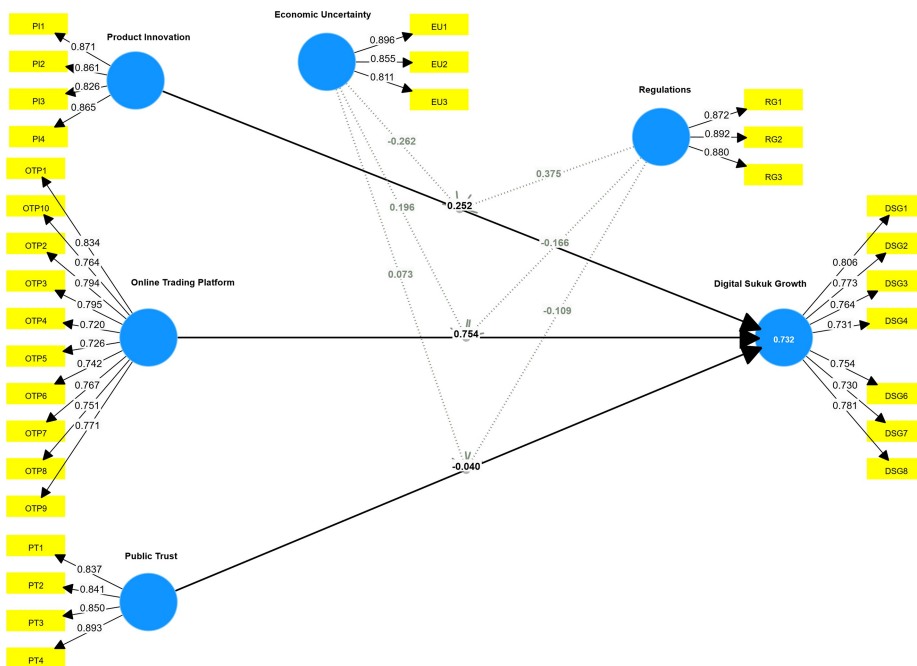 Economic Uncertainty
Product Innovation
Regulations
Online Trading Platform
Digital Sukuk Growth
Public Trust
PI1
PI2
PI3
PI4
0.871
0.861
0.826
0.865
EU1
EU2
EU3
0.896
0.855
0.811
RG1
RG2
RG3
0.872
0.892
0.880
OTP1
OTP10
OTP2
OTP3
OTP4
OTP5
OTP6
OTP7
OTP8
OTP9
0.834
0.764
0.794
0.795
0.720
0.726
0.742
0.767
0.751
0.771
PT1
PT2
PT3
PT4
0.837
0.841
0.850
0.893
DSG1
DSG2
DSG3
DSG4
DSG6
DSG7
DSG8
0.806
0.773
0.764
0.731
0.754
0.730
0.781
-0.262
0.196
0.073
0.375
-0.166
-0.109
0.252
0.754
-0.040
0.732